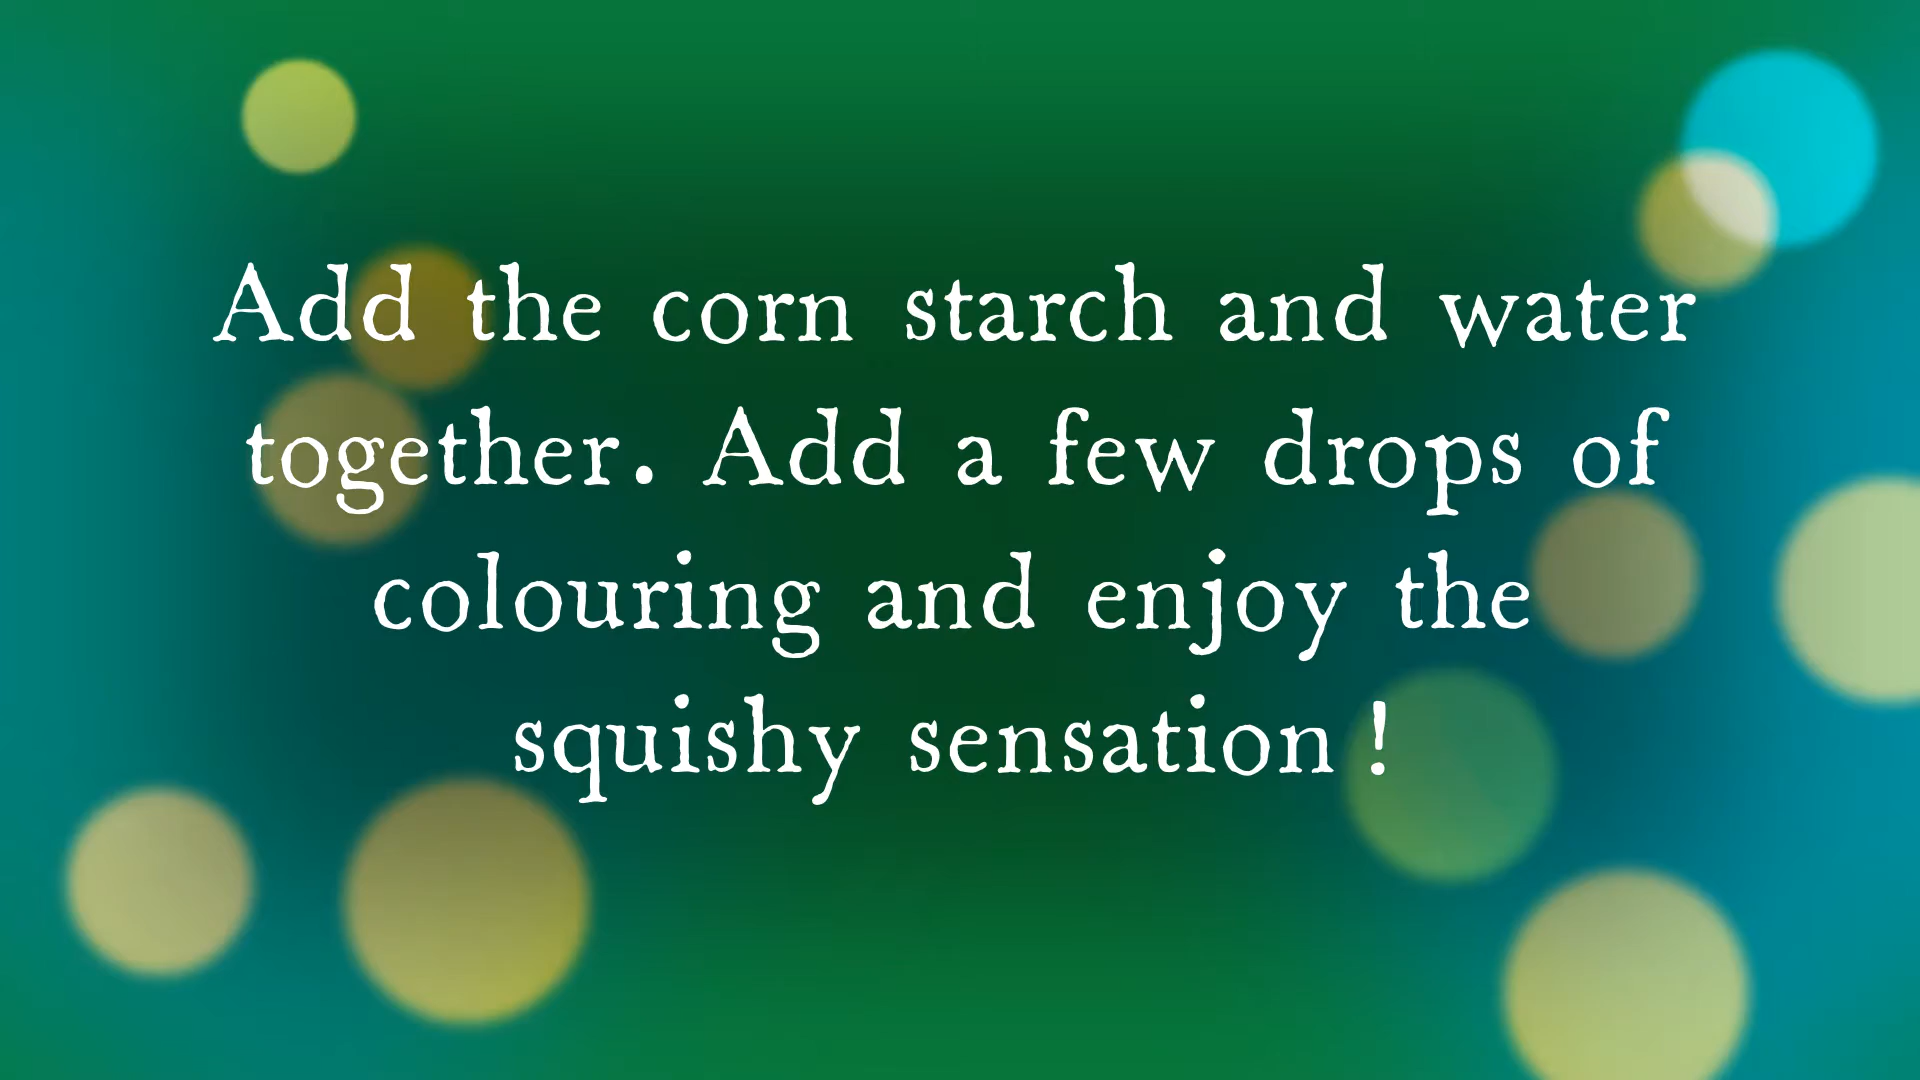 Add the corn starch and water
together. Add a few drops of
colouring and enjoy the
squishy sensation !